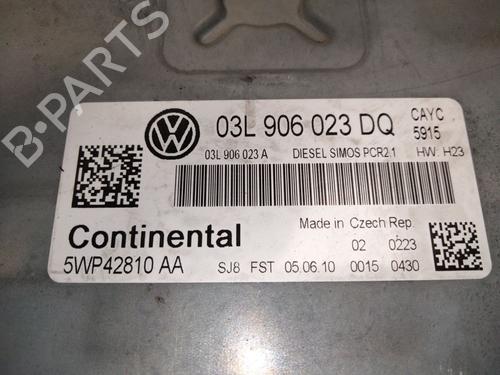 03L 906 023 DQ
CAYC
5915
03L 906 023 A DIESEL SIMOS PCR2.1 HW: H23
Continental
Made in Czech Rep.
02 0223
5WP42810 AA SJ8 FST 05.06.10 0015 0430
B-PARTS